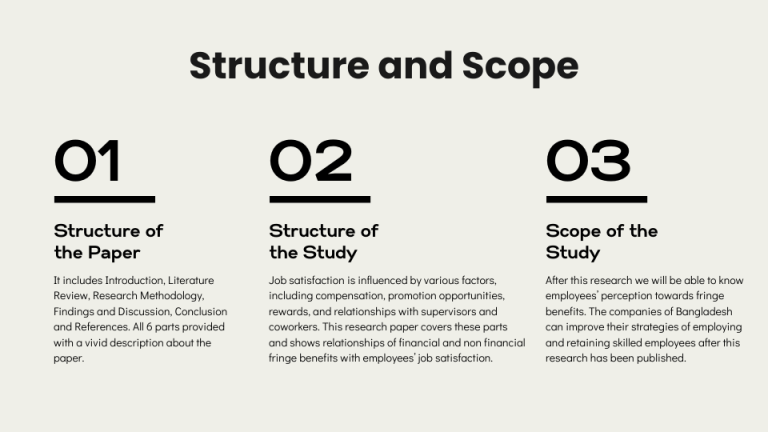 Structure and Scope
01
Structure of
the Paper
It includes Introduction, Literature
Review, Research Methodology,
Findings and Discussion, Conclusion
and References. All 6 parts provided
with a vivid description about the
paper.
02
Structure of
the Study
Job satisfaction is influenced by various factors,
including compensation, promotion opportunities,
rewards, and relationships with supervisors and
coworkers. This research paper covers these parts
and shows relationships of financial and non financial
fringe benefits with employees’ job satisfaction.
03
Scope of the
Study
After this research we will be able to know
employees’ perception towards fringe
benefits. The companies of Bangladesh
can improve their strategies of employing
and retaining skilled employees after this
research has been published.